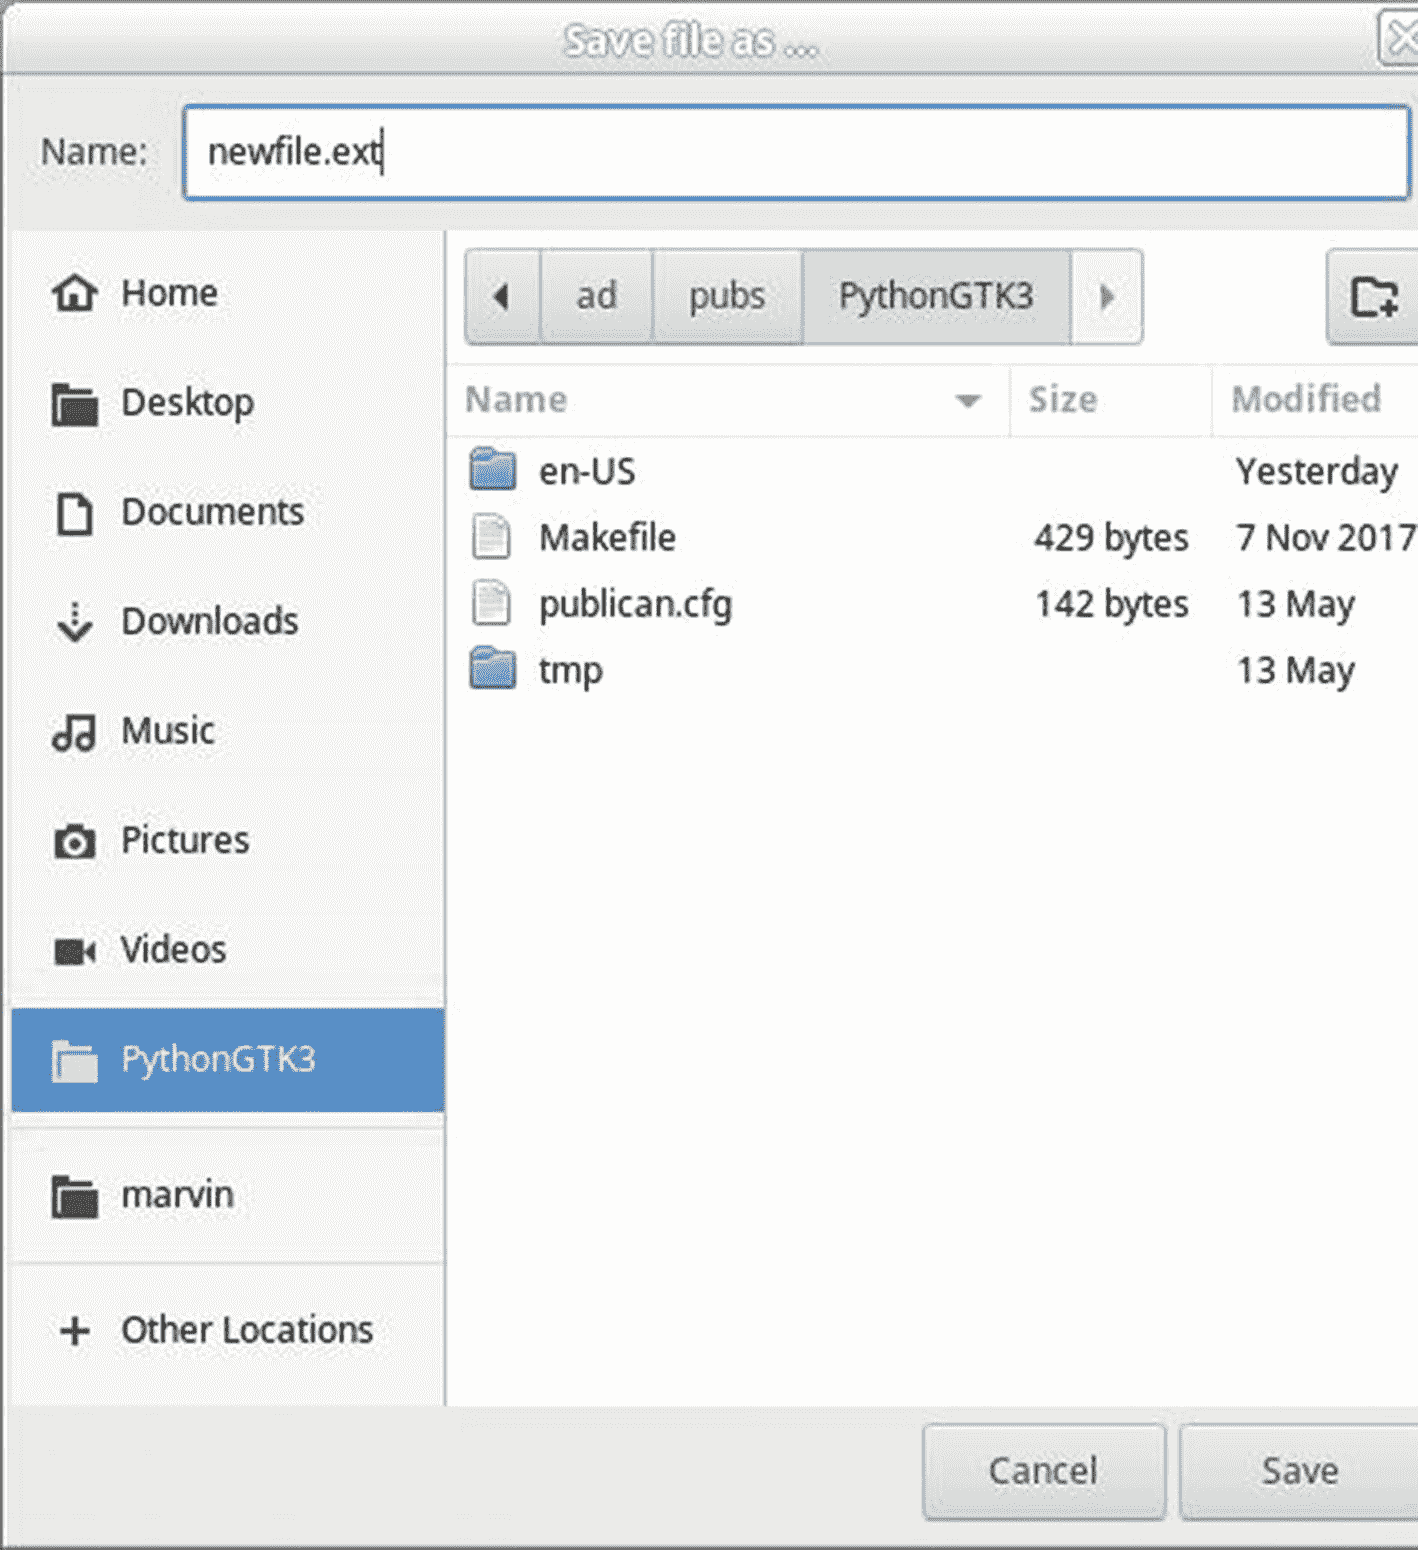 Save file as ...
Name: newfile.ext
Home
Desktop
Documents
Downloads
Music
Pictures
Videos
PythonGTK3
marvin
Other Locations
ad pubs PythonGTK3
Name Size Modified
en-US Yesterday
Makefile 429 bytes 7 Nov 2017
publican.cfg 142 bytes 13 May
tmp 13 May
Cancel Save